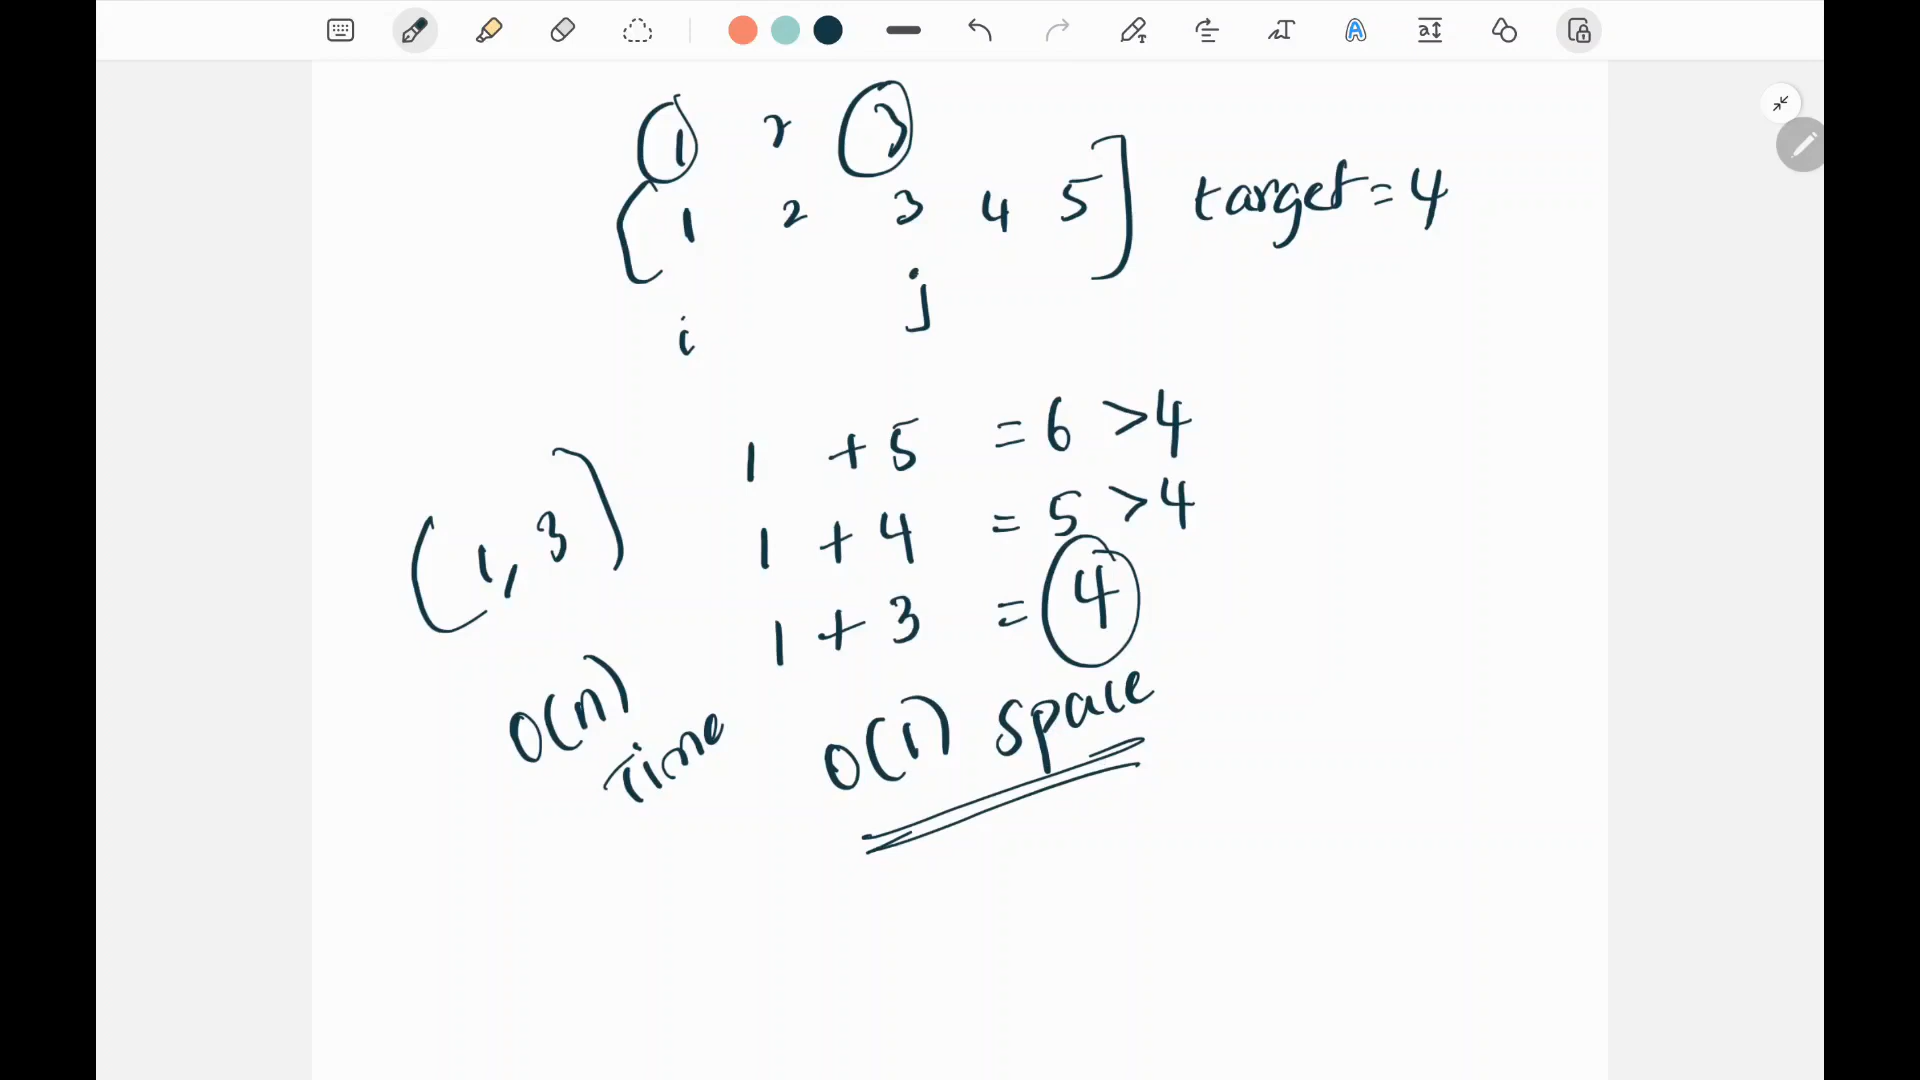 1 2 3
[1 2 3 4 5] target = 4
i j
1 + 5 = 6 > 4
1 + 4 = 5 > 4
(1, 3)
1 + 3 = 4
O(n) Time
O(1) space